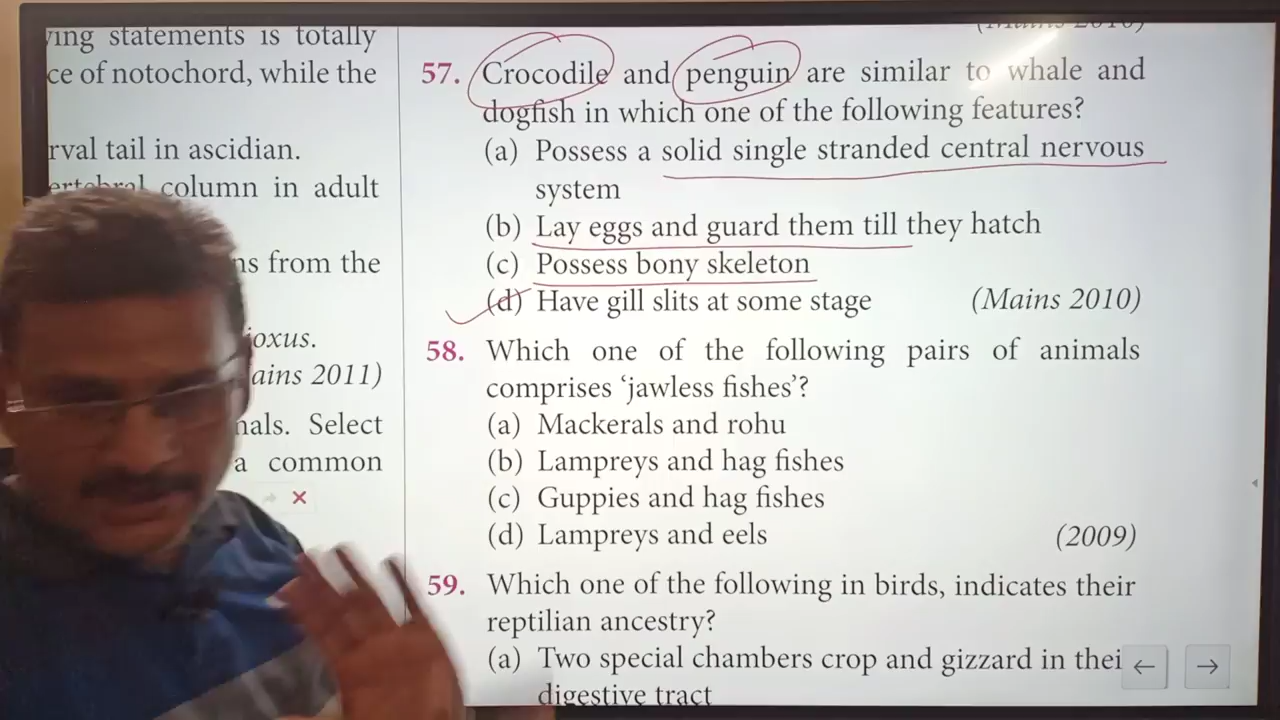 ving statements is totally
ce of notochord, while the
rval tail in ascidian.
ertebral column in adult
ns from the
joxus.
ains 2011)
nals. Select
a common
(Mains 2010)
57. Crocodile and penguin are similar to whale and
dogfish in which one of the following features?
(a) Possess a solid single stranded central nervous
system
(b) Lay eggs and guard them till they hatch
(c) Possess bony skeleton
(d) Have gill slits at some stage (Mains 2010)
58. Which one of the following pairs of animals
comprises ‘jawless fishes’?
(a) Mackerals and rohu
(b) Lampreys and hag fishes
(c) Guppies and hag fishes
(d) Lampreys and eels (2009)
59. Which one of the following in birds, indicates their
reptilian ancestry?
(a) Two special chambers crop and gizzard in thei
digestive tract